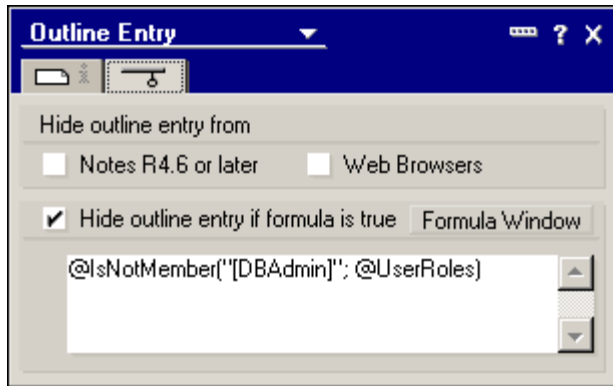 Outline Entry
?
Hide outline entry from
Notes R4.6 or later
Web Browsers
Hide outline entry if formula is true
Formula Window
@IsNotMember("[DBAdmin]"; @UserRoles)